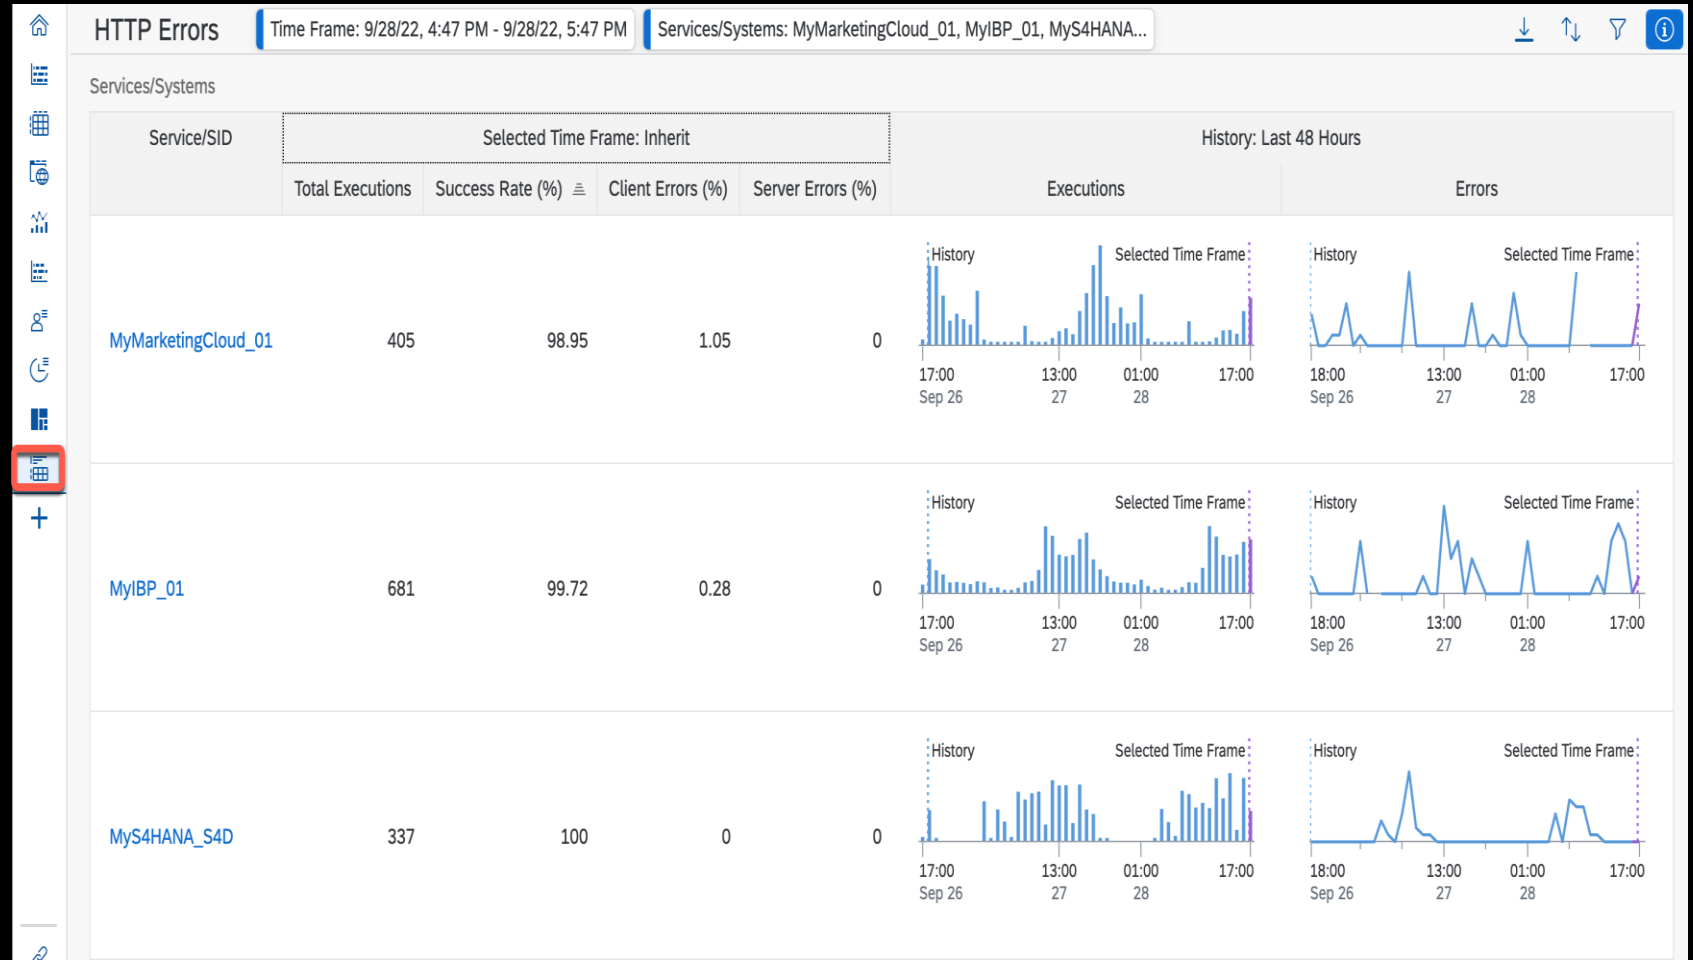 HTTP Errors
Time Frame: 9/28/22, 4:47 PM - 9/28/22, 5:47 PM
Services/Systems: MyMarketingCloud_01, MyIBP_01, MyS4HANA...
Services/Systems
Service/SID
Selected Time Frame: Inherit
History: Last 48 Hours
Total Executions
Success Rate (%)
Client Errors (%)
Server Errors (%)
Executions
Errors
MyMarketingCloud_01
405
98.95
1.05
0
History
Selected Time Frame
17:00
13:00
01:00
17:00
Sep 26
27
28
History
Selected Time Frame
18:00
13:00
01:00
17:00
Sep 26
27
28
MyIBP_01
681
99.72
0.28
0
History
Selected Time Frame
17:00
13:00
01:00
17:00
Sep 26
27
28
History
Selected Time Frame
18:00
13:00
01:00
17:00
Sep 26
27
28
MyS4HANA_S4D
337
100
0
0
History
Selected Time Frame
17:00
13:00
01:00
17:00
Sep 26
27
28
History
Selected Time Frame
18:00
13:00
01:00
17:00
Sep 26
27
28